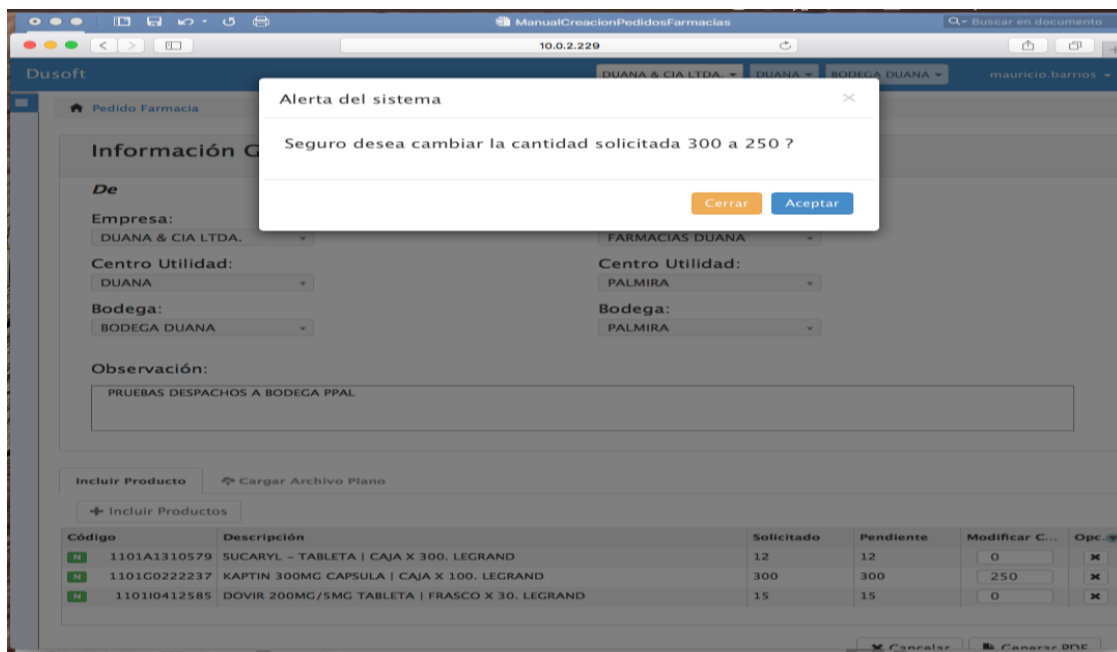 ManualCreacionPedidosFarmacias
Buscar en documento
10.0.2.229
Dusoft
DUANA & CIA LTDA.
DUANA
BODEGA DUANA
mauricio.barrios
Pedido Farmacia
Alerta del sistema
Seguro desea cambiar la cantidad solicitada 300 a 250 ?
Cerrar
Aceptar
Información G
De
Empresa:
DUANA & CIA LTDA.
FARMACIAS DUANA
Centro Utilidad:
Centro Utilidad:
DUANA
PALMIRA
Bodega:
Bodega:
BODEGA DUANA
PALMIRA
Observación:
PRUEBAS DESPACHOS A BODEGA PPAL
Incluir Producto
Cargar Archivo Plano
Incluir Productos
Código Descripción Solicitado Pendiente Modificar C... Opc.
N 1101A1310579 SUCARYL – TABLETA | CAJA X 300. LEGRAND 12 12 0
N 1101G0222237 KAPTIN 300MG CAPSULA | CAJA X 100. LEGRAND 300 300 250
N 1101I0412585 DOVIR 200MG/5MG TABLETA | FRASCO X 30. LEGRAND 15 15 0
Cancelar
Generar PDF